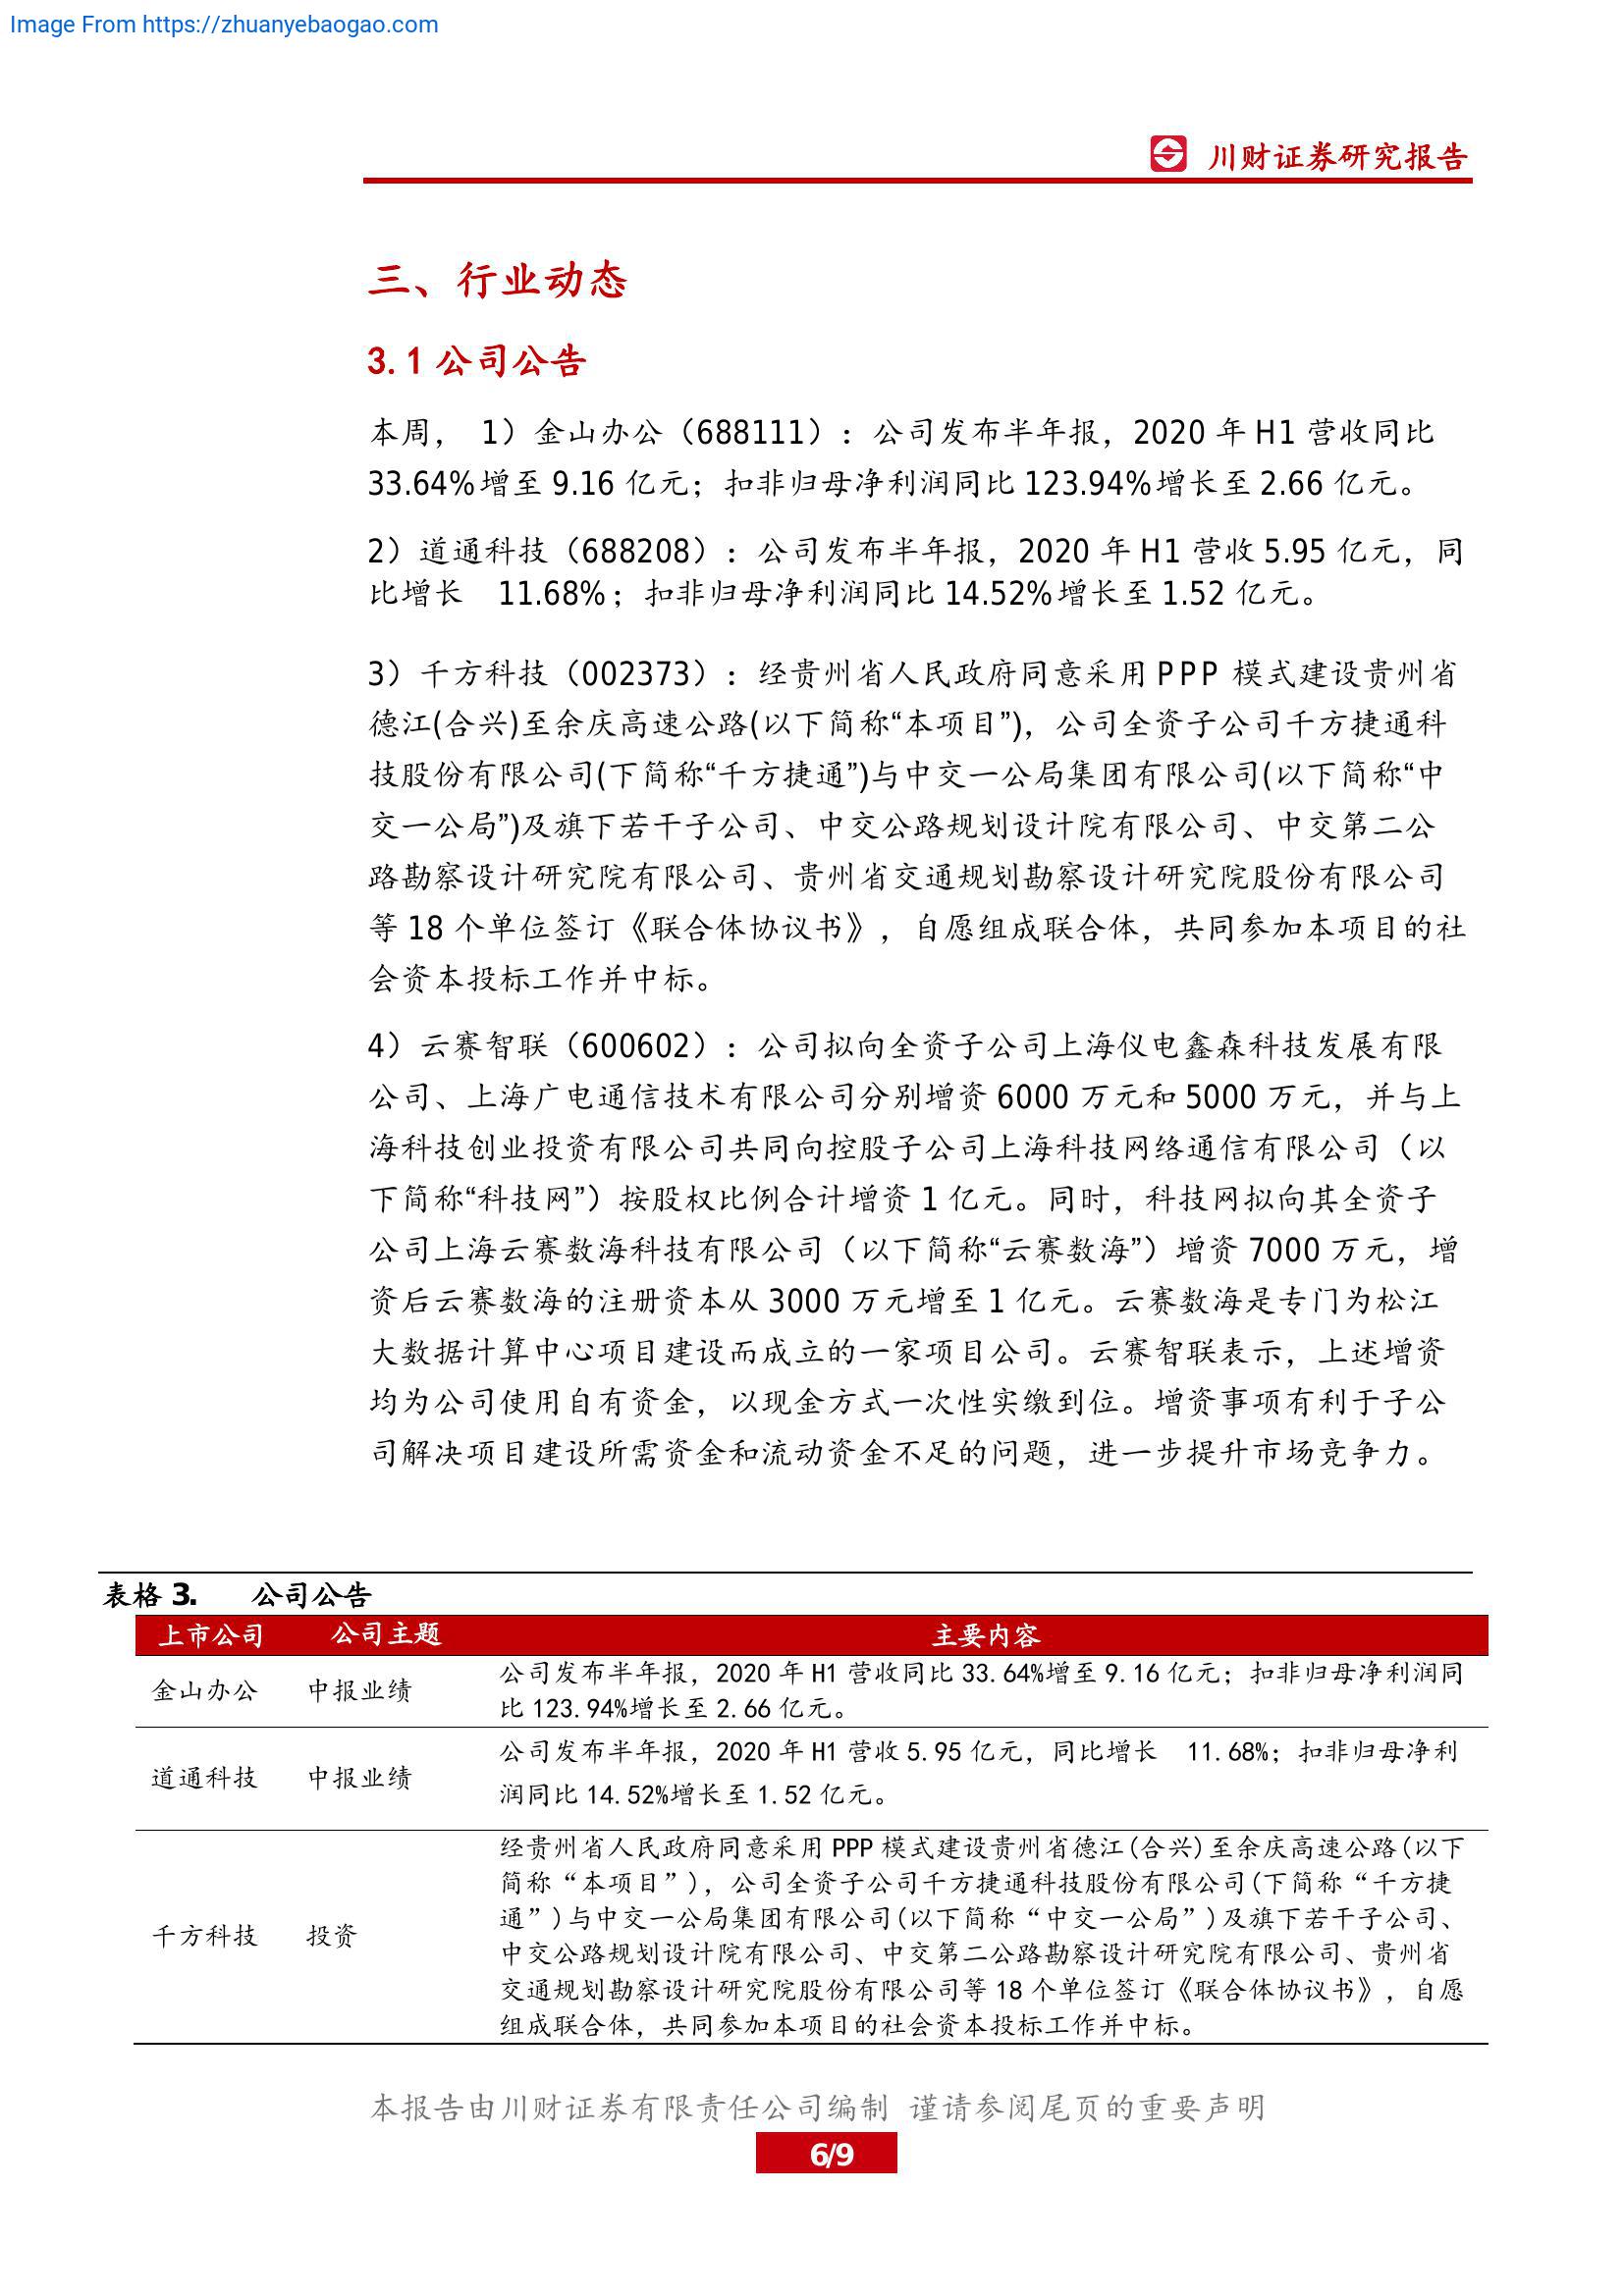 Image From https://zhuanyebaogao.com
川财证券研究报告
三、行业动态
3.1 公司公告
本周， 1）金山办公（688111）：公司发布半年报，2020 年 H1 营收同比
33.64%增至 9.16 亿元；扣非归母净利润同比 123.94%增长至 2.66 亿元。
2）道通科技（688208）：公司发布半年报，2020 年 H1 营收 5.95 亿元，同
比增长 11.68%；扣非归母净利润同比 14.52%增长至 1.52 亿元。
3）千方科技（002373）：经贵州省人民政府同意采用 PPP 模式建设贵州省
德江(合兴)至余庆高速公路(以下简称“本项目”)，公司全资子公司千方捷通科
技股份有限公司(下简称“千方捷通”)与中交一公局集团有限公司(以下简称“中
交一公局”)及旗下若干子公司、中交公路规划设计院有限公司、中交第二公
路勘察设计研究院有限公司、贵州省交通规划勘察设计研究院股份有限公司
等 18 个单位签订《联合体协议书》，自愿组成联合体，共同参加本项目的社
会资本投标工作并中标。
4）云赛智联（600602）：公司拟向全资子公司上海仪电鑫森科技发展有限
公司、上海广电通信技术有限公司分别增资 6000 万元和 5000 万元，并与上
海科技创业投资有限公司共同向控股子公司上海科技网络通信有限公司（以
下简称“科技网”）按股权比例合计增资 1 亿元。同时，科技网拟向其全资子
公司上海云赛数海科技有限公司（以下简称“云赛数海”）增资 7000 万元，增
资后云赛数海的注册资本从 3000 万元增至 1 亿元。云赛数海是专门为松江
大数据计算中心项目建设而成立的一家项目公司。云赛智联表示，上述增资
均为公司使用自有资金，以现金方式一次性实缴到位。增资事项有利于子公
司解决项目建设所需资金和流动资金不足的问题，进一步提升市场竞争力。
表格 3. 公司公告
上市公司 公司主题 主要内容
金山办公 中报业绩 公司发布半年报，2020 年 H1 营收同比 33.64%增至 9.16 亿元；扣非归母净利润同
比 123.94%增长至 2.66 亿元。
道通科技 中报业绩 公司发布半年报，2020 年 H1 营收 5.95 亿元，同比增长 11.68%；扣非归母净利
润同比 14.52%增长至 1.52 亿元。
千方科技 投资 经贵州省人民政府同意采用 PPP 模式建设贵州省德江(合兴)至余庆高速公路(以下
简称“本项目”)，公司全资子公司千方捷通科技股份有限公司(下简称“千方捷
通”)与中交一公局集团有限公司(以下简称“中交一公局”)及旗下若干子公司、
中交公路规划设计院有限公司、中交第二公路勘察设计研究院有限公司、贵州省
交通规划勘察设计研究院股份有限公司等 18 个单位签订《联合体协议书》，自愿
组成联合体，共同参加本项目的社会资本投标工作并中标。
本报告由川财证券有限责任公司编制 谨请参阅尾页的重要声明
6/9